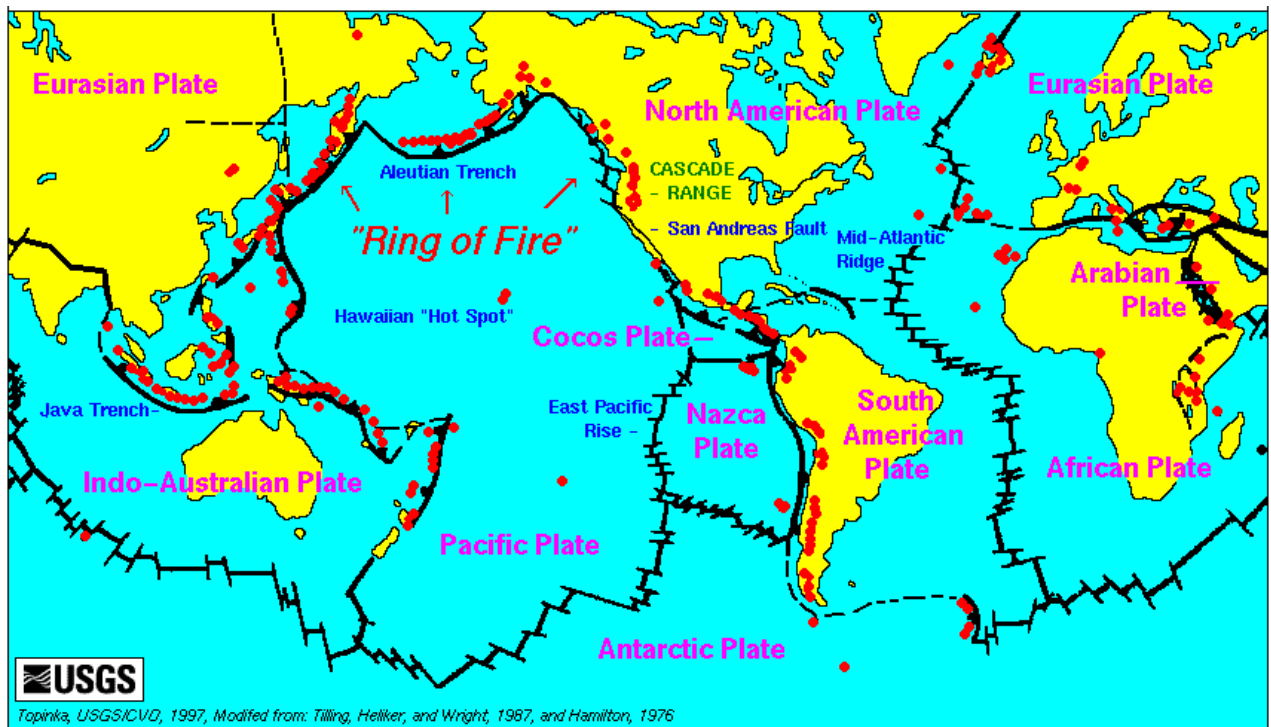 Eurasian Plate
North American Plate
Eurasian Plate
Aleutian Trench
CASCADE
- RANGE
"Ring of Fire"
- San Andreas Fault
Mid-Atlantic
Ridge
Arabian
Plate
Hawaiian "Hot Spot"
Cocos Plate
Java Trench-
East Pacific
Rise -
Nazca
Plate
South
American
Plate
Indo-Australian Plate
African Plate
Pacific Plate
Antarctic Plate
USGS
Topinka, USGS/CVO, 1997, Modified from: Tilling, Heliker, and Wright, 1987, and Hamilton, 1976